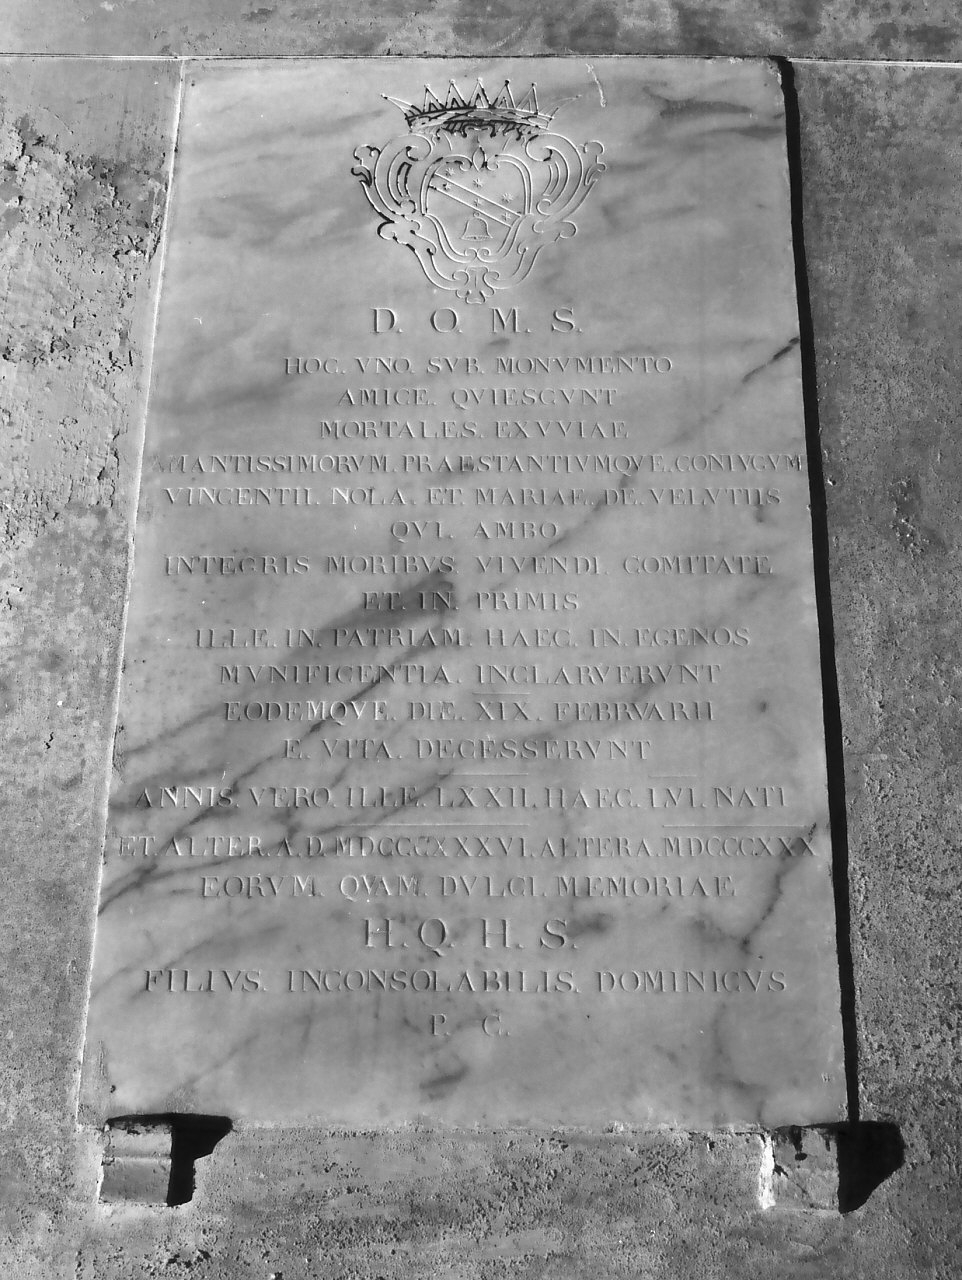 D. O. M. S.
HOC. VNO. SVB. MONVMENTO.
AMICE. QVIESCVNT
MORTALES. EXVVIAE
AMANTISSIMORVM. PRAESTANTIVMQVE. CONIVGVM
VINCENTII. NOLA. ET. MARIAE. DE. VELVTIIS
QVI. AMBO
INTEGRIS. MORIBVS. VIVENDI. COMITATE
ET. IN. PRIMIS
ILLE. IN. PATRIAM. HAEC. IN. EGENOS
MVNIFICENTIA. INCLARVERVNT
EODEMQVE. DIE. XIX. FEBRVARII
E. VITA. DECESSERVNT
ANNIS. VERO. ILLE. LXXII. HAEC. LVI. NATI
ET. ALTER. A.D. MDCCCXXXVI. ALTERA. MDCCCXXX
EORVM. QVAM. DVLCI. MEMORIAE
H. Q. H. S.
FILIVS. INCONSOLABILIS. DOMINICVS
P. C.